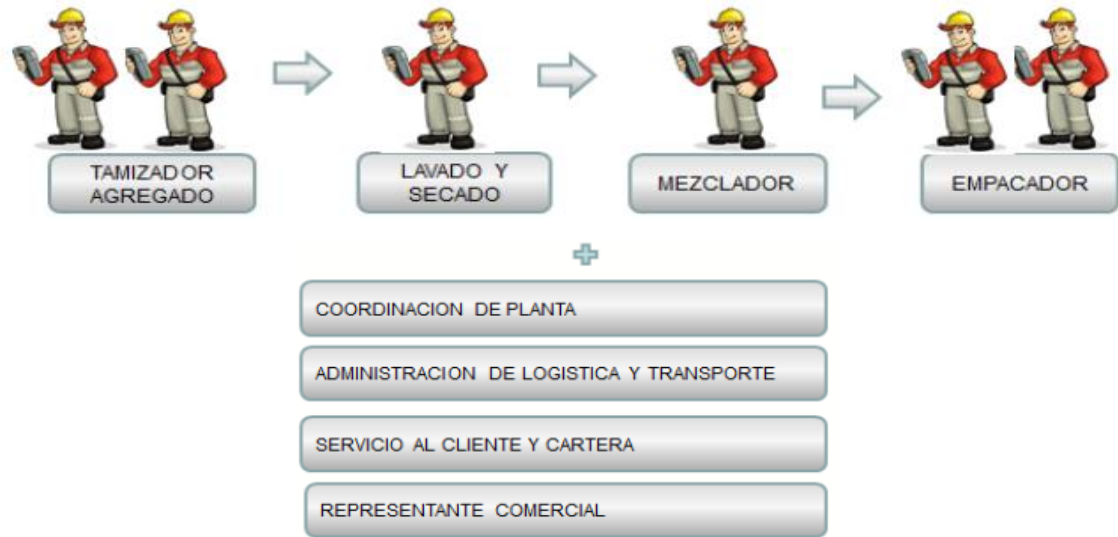 TAMIZADOR
AGREGADO
LAVADO Y
SECADO
MEZCLADOR
EMPACADOR
COORDINACION DE PLANTA
ADMINISTRACION DE LOGISTICA Y TRANSPORTE
SERVICIO AL CLIENTE Y CARTERA
REPRESENTANTE COMERCIAL